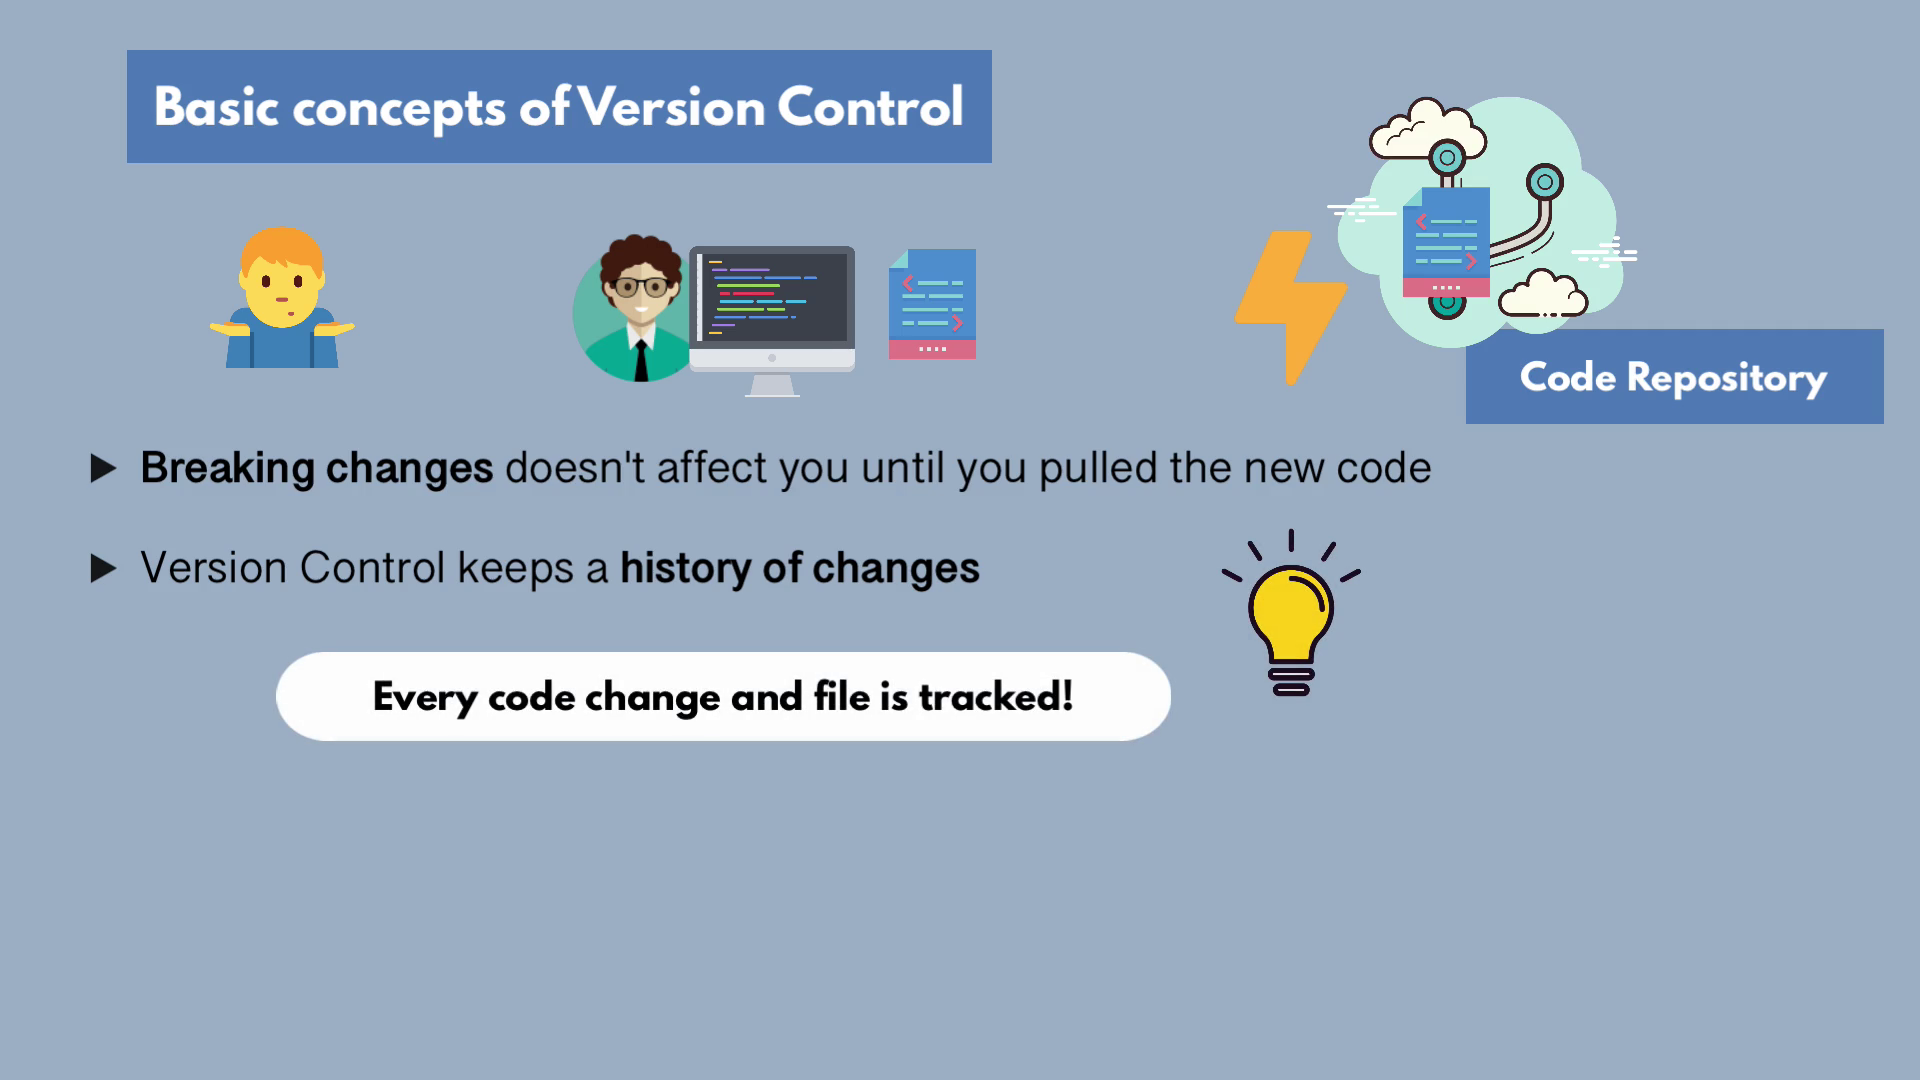 Basic concepts of Version Control
Code Repository
Breaking changes doesn't affect you until you pulled the new code
Version Control keeps a history of changes
Every code change and file is tracked!